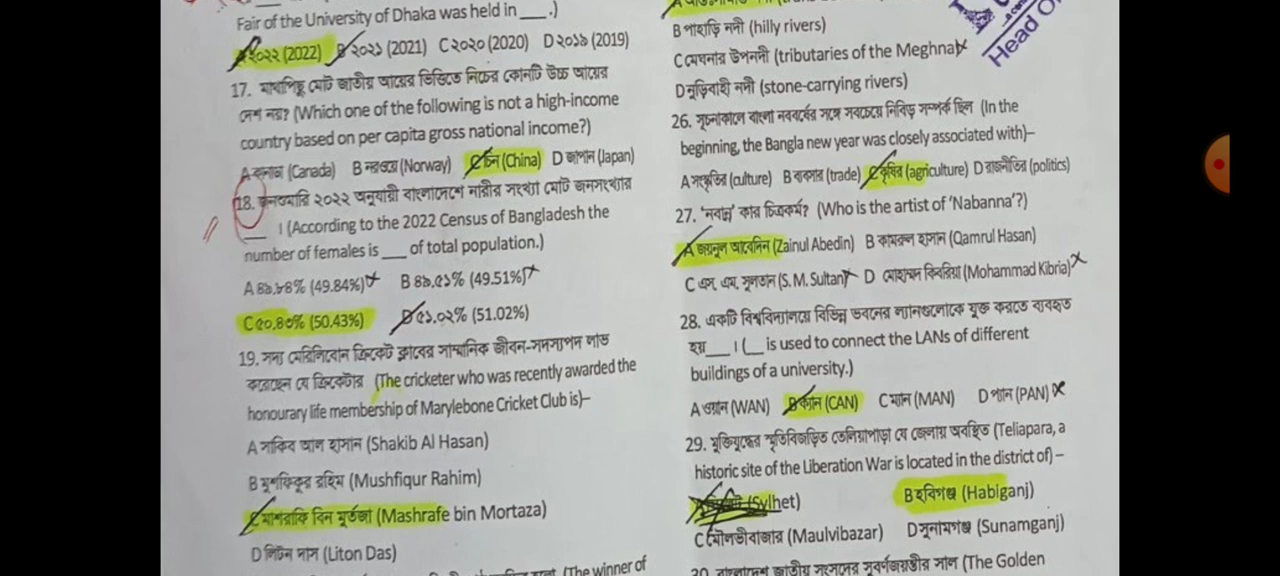 Fair of the University of Dhaka was held in ___.)
A ২০২২ (2022) B ২০২১ (2021) C ২০২০ (2020) D ২০১৯ (2019)
17. মাথাপিছু মোট জাতীয় আয়ের ভিত্তিতে নিচের কোনটি উচ্চ আয়ের
দেশ নয়? (Which one of the following is not a high-income
country based on per capita gross national income?)
A কানাডা (Canada) B নরওয়ে (Norway) C চিন (China) D জাপান (Japan)
18. জনশুমারি ২০২২ অনুযায়ী বাংলাদেশে নারীর সংখ্যা মোট জনসংখ্যার
___ । (According to the 2022 Census of Bangladesh the
number of females is ___ of total population.)
A ৪৯.৮৪% (49.84%) B ৪৯.৫১% (49.51%)
C ৫০.৪৩% (50.43%) D ৫১.০২% (51.02%)
19. সদ্য মেরিলিবোন ক্রিকেট ক্লাবের সাম্মানিক জীবন-সদস্যপদ লাভ
করেছেন যে ক্রিকেটার (The cricketer who was recently awarded the
honourary life membership of Marylebone Cricket Club is)–
A সাকিব আল হাসান (Shakib Al Hasan)
B মুশফিকুর রহিম (Mushfiqur Rahim)
C মাশরাফি বিন মুর্তজা (Mashrafe bin Mortaza)
D লিটন দাস (Liton Das)
(The winner of
B পাহাড়ি নদী (hilly rivers)
C মেঘনার উপনদী (tributaries of the Meghna)
D নুড়িবাহী নদী (stone-carrying rivers)
26. সূচনাকালে বাংলা নববর্ষের সঙ্গে সবচেয়ে নিবিড় সম্পর্ক ছিল (In the
beginning, the Bangla new year was closely associated with)–
A সংস্কৃতির (culture) B ব্যবসার (trade) C কৃষির (agriculture) D রাজনীতির (politics)
27. ‘নবান্ন’ কার চিত্রকর্ম? (Who is the artist of ‘Nabanna’?)
A জয়নুল আবেদিন (Zainul Abedin) B কামরুল হাসান (Qamrul Hasan)
C এস. এম. সুলতান (S. M. Sultan) D মোহাম্মদ কিবরিয়া (Mohammad Kibria)
28. একটি বিশ্ববিদ্যালয়ে বিভিন্ন ভবনের ল্যানগুলোকে যুক্ত করতে ব্যবহৃত
হয় ___ । (__ is used to connect the LANs of different
buildings of a university.)
A ওয়ান (WAN) B ক্যান (CAN) C ম্যান (MAN) D প্যান (PAN)
29. মুক্তিযুদ্ধের স্মৃতিবিজড়িত তেলিয়াপাড়া যে জেলায় অবস্থিত (Teliapara, a
historic site of the Liberation War is located in the district of) –
(Sylhet) B হবিগঞ্জ (Habiganj)
C মৌলভীবাজার (Maulvibazar) D সুনামগঞ্জ (Sunamganj)
30. বাংলাদেশ জাতীয় সংসদের সুবর্ণজয়ন্তীর সাল (The Golden
Head O